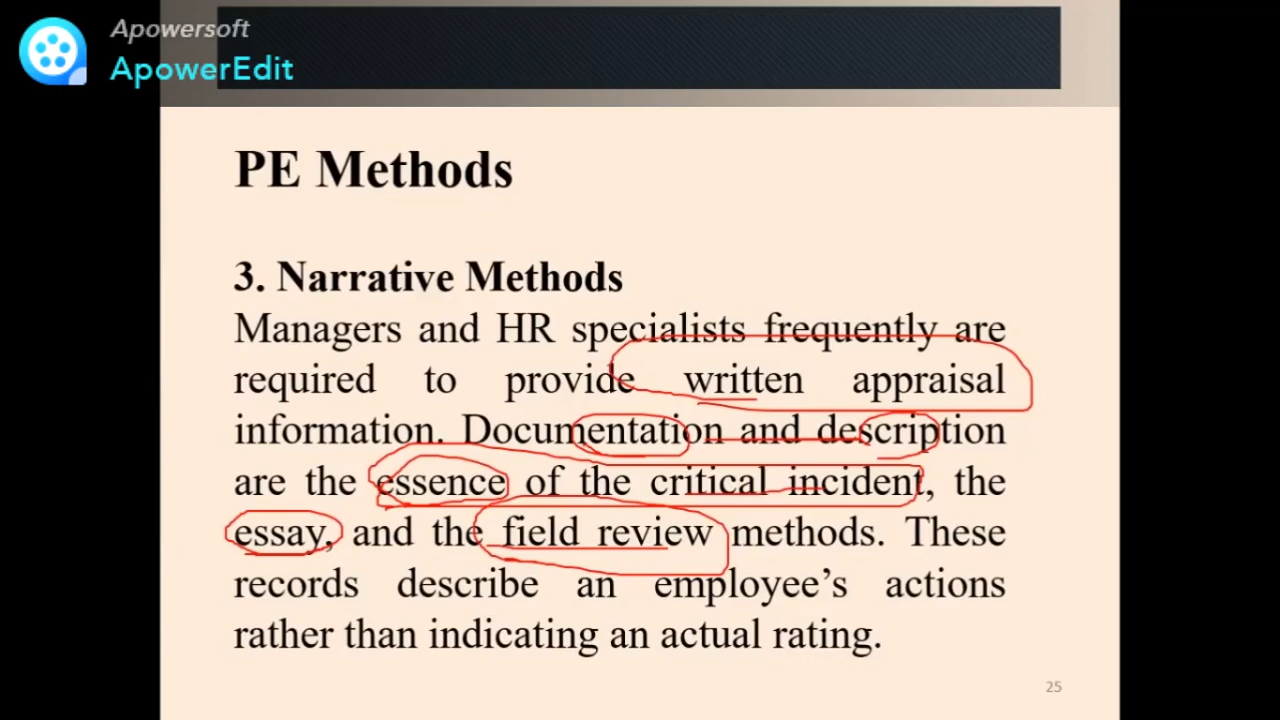 Apowersoft
ApowerEdit
PE Methods
3. Narrative Methods
Managers and HR specialists frequently are
required to provide written appraisal
information. Documentation and description
are the essence of the critical incident, the
essay, and the field review methods. These
records describe an employee’s actions
rather than indicating an actual rating.
25